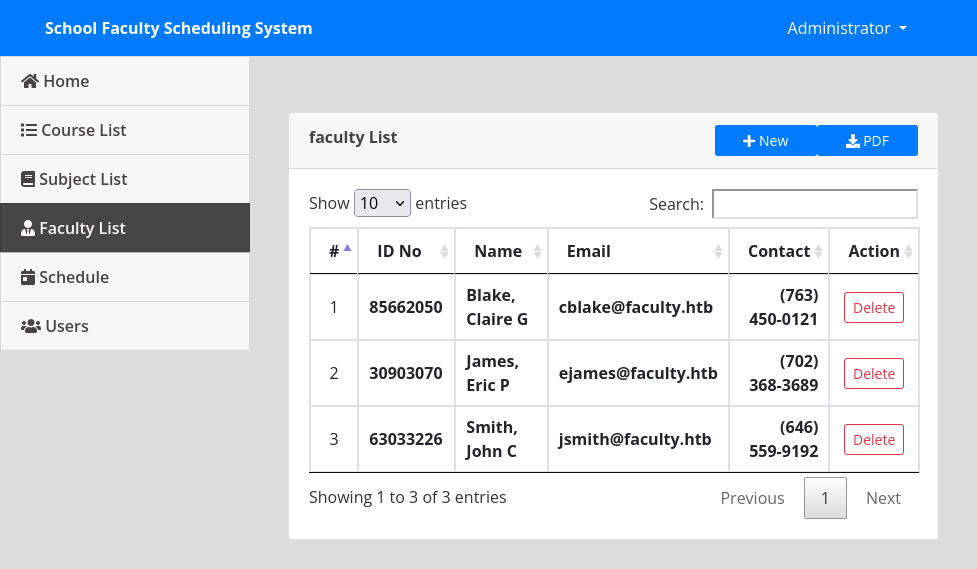 School Faculty Scheduling System Administrator
Home
Course List
Subject List
Faculty List
Schedule
Users
faculty List New PDF
Show 10 entries Search:
# ID No Name Email Contact Action
1 85662050 Blake, Claire G cblake@faculty.htb (763) 450-0121 Delete
2 30903070 James, Eric P ejames@faculty.htb (702) 368-3689 Delete
3 63033226 Smith, John C jsmith@faculty.htb (646) 559-9192 Delete
Showing 1 to 3 of 3 entries Previous 1 Next